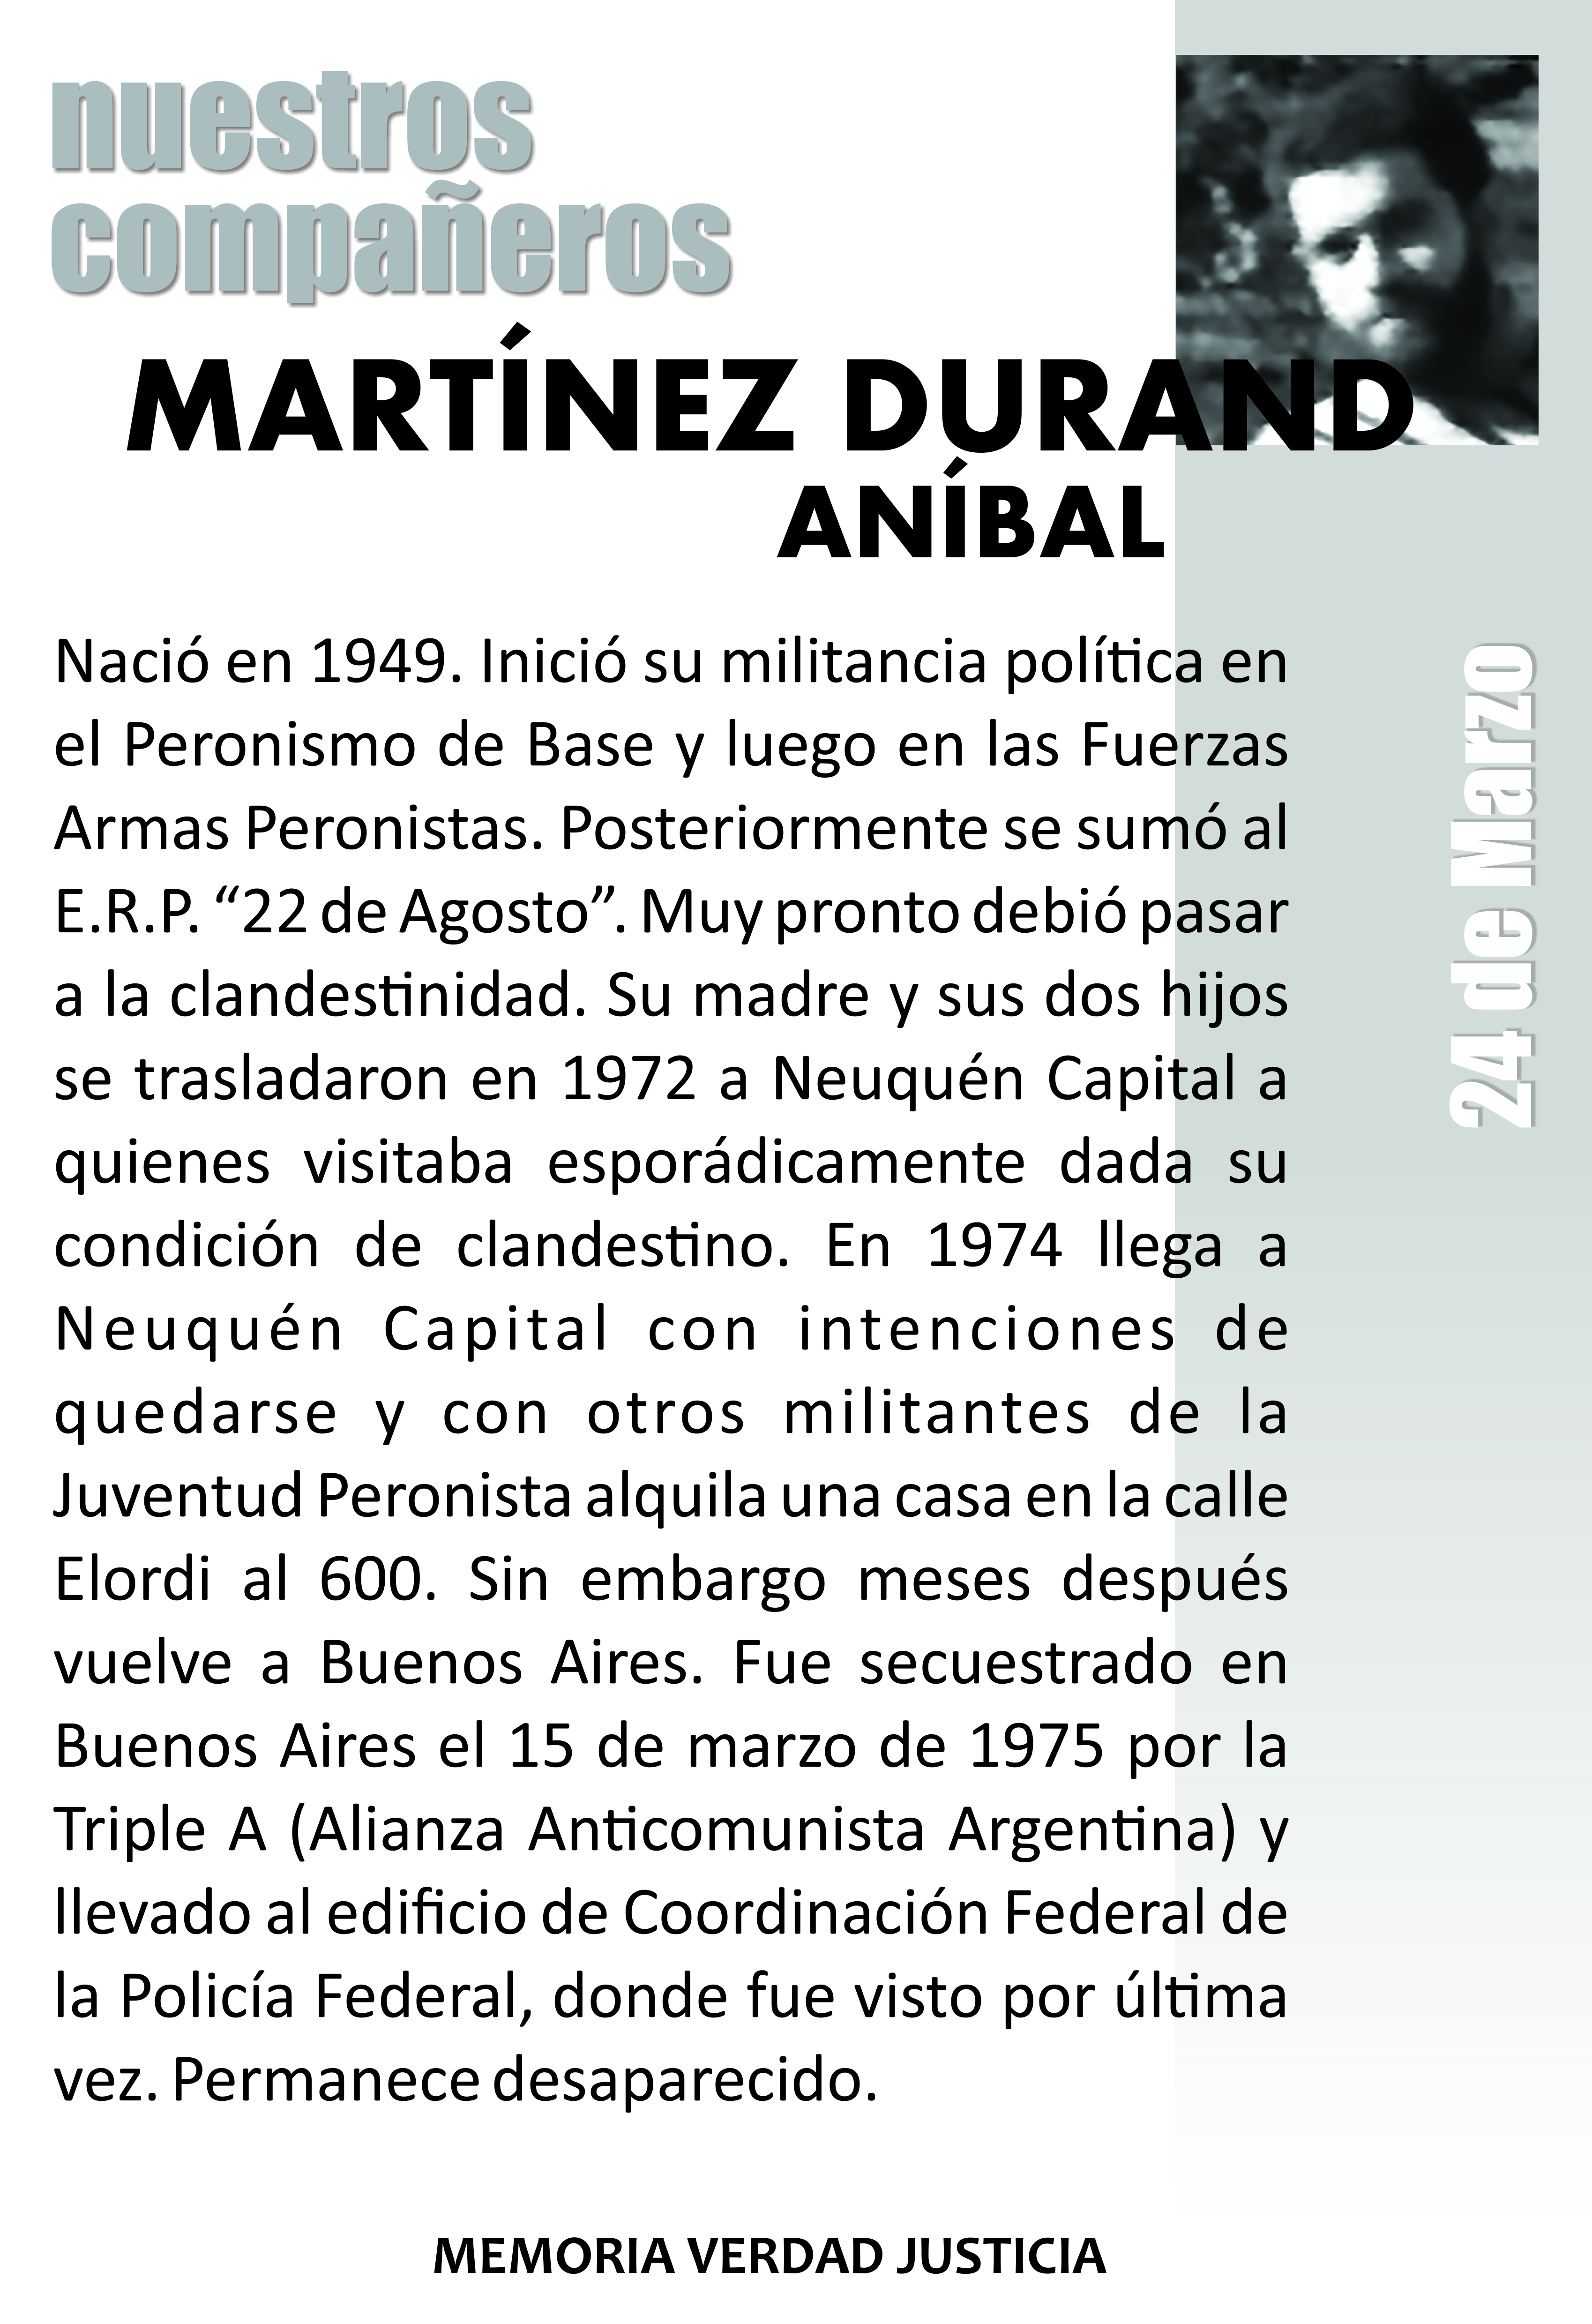 nuestros
compañeros
MARTÍNEZ DURAND
ANÍBAL
Nació en 1949. Inició su militancia política en
el Peronismo de Base y luego en las Fuerzas
Armas Peronistas. Posteriormente se sumó al
E.R.P. “22 de Agosto”. Muy pronto debió pasar
a la clandestinidad. Su madre y sus dos hijos
se trasladaron en 1972 a Neuquén Capital a
quienes visitaba esporádicamente dada su
condición de clandestino. En 1974 llega a
Neuquén Capital con intenciones de
quedarse y con otros militantes de la
Juventud Peronista alquila una casa en la calle
Elordi al 600. Sin embargo meses después
vuelve a Buenos Aires. Fue secuestrado en
Buenos Aires el 15 de marzo de 1975 por la
Triple A (Alianza Anticomunista Argentina) y
llevado al edificio de Coordinación Federal de
la Policía Federal, donde fue visto por última
vez. Permanece desaparecido.
24 de Marzo
MEMORIA VERDAD JUSTICIA